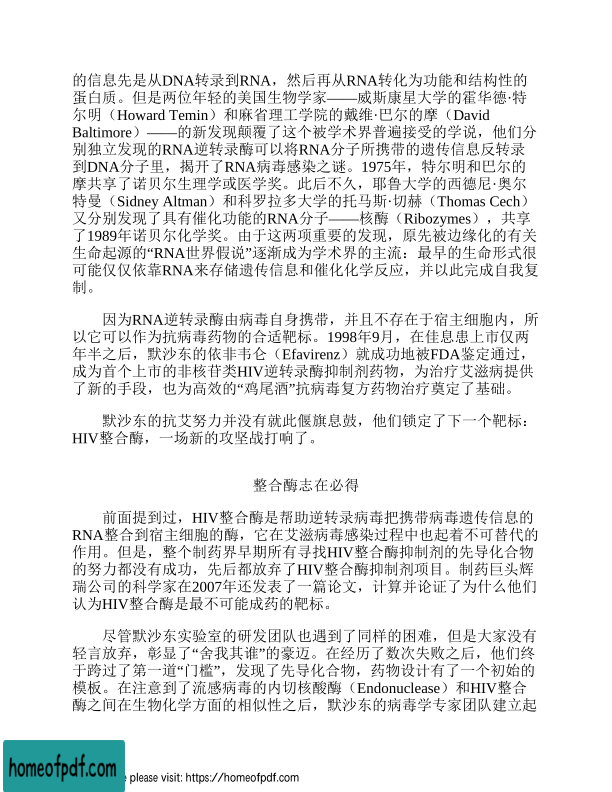 的信息先是从DNA转录到RNA，然后再从RNA转化为功能和结构性的
蛋白质。但是两位年轻的美国生物学家——威斯康星大学的霍华德·特
尔明（Howard Temin）和麻省理工学院的戴维·巴尔的摩（David
Baltimore）——的新发现颠覆了这个被学术界普遍接受的学说，他们分
别独立发现的RNA逆转录酶可以将RNA分子所携带的遗传信息反转录
到DNA分子里，揭开了RNA病毒感染之谜。1975年，特尔明和巴尔的
摩共享了诺贝尔生理学或医学奖。此后不久，耶鲁大学的西德尼·奥尔
特曼（Sidney Altman）和科罗拉多大学的托马斯·切赫（Thomas Cech）
又分别发现了具有催化功能的RNA分子——核酶（Ribozymes），共享
了1989年诺贝尔化学奖。由于这两项重要的发现，原先被边缘化的有关
生命起源的“RNA世界假说”逐渐成为学术界的主流：最早的生命形式很
可能仅仅依靠RNA来存储遗传信息和催化化学反应，并以此完成自我复
制。
因为RNA逆转录酶由病毒自身携带，并且不存在于宿主细胞内，所
以它可以作为抗病毒药物的合适靶标。1998年9月，在佳息患上市仅两
年半之后，默沙东的依非韦仑（Efavirenz）就成功地被FDA鉴定通过，
成为首个上市的非核苷类HIV逆转录酶抑制剂药物，为治疗艾滋病提供
了新的手段，也为高效的“鸡尾酒”抗病毒复方药物治疗奠定了基础。
默沙东的抗艾努力并没有就此偃旗息鼓，他们锁定了下一个靶标：
HIV整合酶，一场新的攻坚战打响了。
整合酶志在必得
前面提到过，HIV整合酶是帮助逆转录病毒把携带病毒遗传信息的
RNA整合到宿主细胞的酶，它在艾滋病毒感染过程中也起着不可替代的
作用。但是，整个制药界早期所有寻找HIV整合酶抑制剂的先导化合物
的努力都没有成功，先后都放弃了HIV整合酶抑制剂项目。制药巨头辉
瑞公司的科学家在2007年还发表了一篇论文，计算并论证了为什么他们
认为HIV整合酶是最不可能成药的靶标。
尽管默沙东实验室的研发团队也遇到了同样的困难，但是大家没有
轻言放弃，彰显了“舍我其谁”的豪迈。在经历了数次失败之后，他们终
于跨过了第一道“门槛”，发现了先导化合物，药物设计有了一个初始的
模板。在注意到了流感病毒的内切核酸酶（Endonuclease）和HIV整合
酶之间在生物化学方面的相似性之后，默沙东的病毒学专家团队建立起
homeofpdf.com
e please visit: https://homeofpdf.com